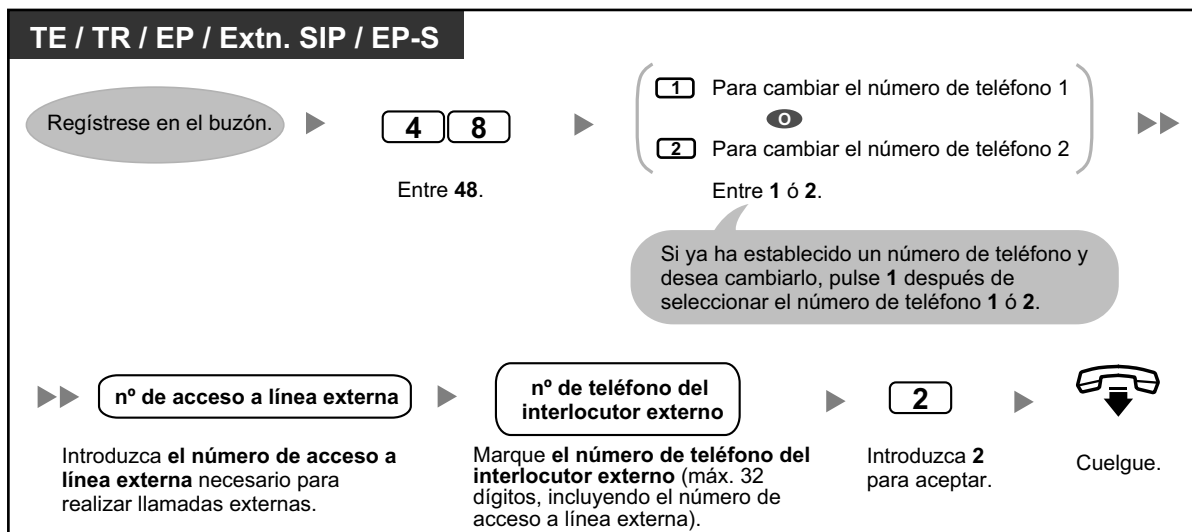 TE / TR / EP / Extn. SIP / EP-S
Regístrese en el buzón.
4 8
Entre 48.
1 Para cambiar el número de teléfono 1
O
2 Para cambiar el número de teléfono 2
Entre 1 ó 2.
Si ya ha establecido un número de teléfono y
desea cambiarlo, pulse 1 después de
seleccionar el número de teléfono 1 ó 2.
nº de acceso a línea externa
Introduzca el número de acceso a
línea externa necesario para
realizar llamadas externas.
nº de teléfono del
interlocutor externo
Marque el número de teléfono del
interlocutor externo (máx. 32
dígitos, incluyendo el número de
acceso a línea externa).
2
Introduzca 2
para aceptar.
Cuelgue.